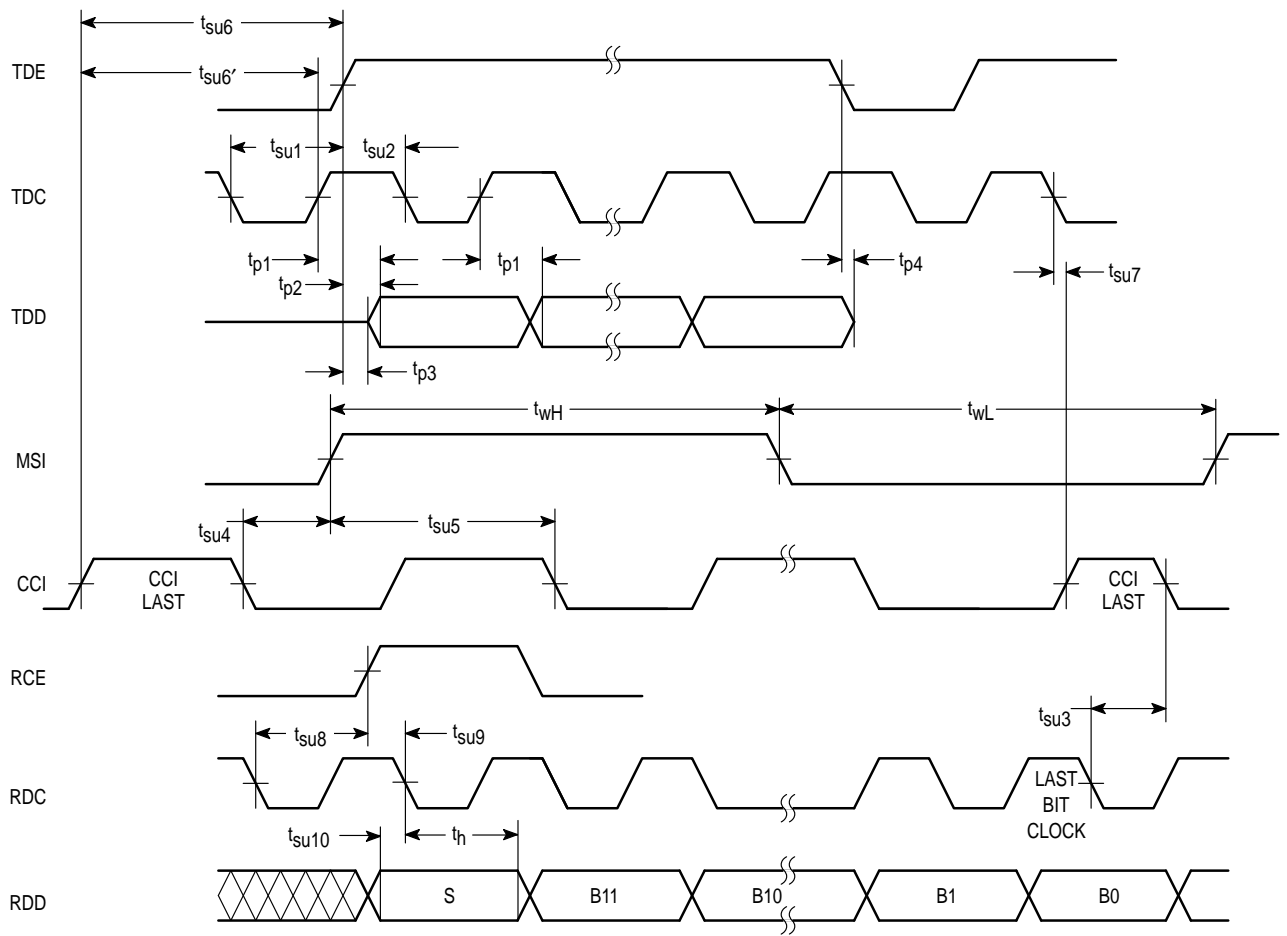 tsu6
TDE
tsu6′
tsu1
tsu2
TDC
tp1
tp1
tp4
tsu7
tp2
TDD
tp3
twH
twL
MSI
tsu4
tsu5
CCI
CCI
LAST
CCI
LAST
RCE
tsu3
tsu8
tsu9
RDC
LAST
BIT
CLOCK
tsu10
th
RDD
S
B11
B10
B1
B0